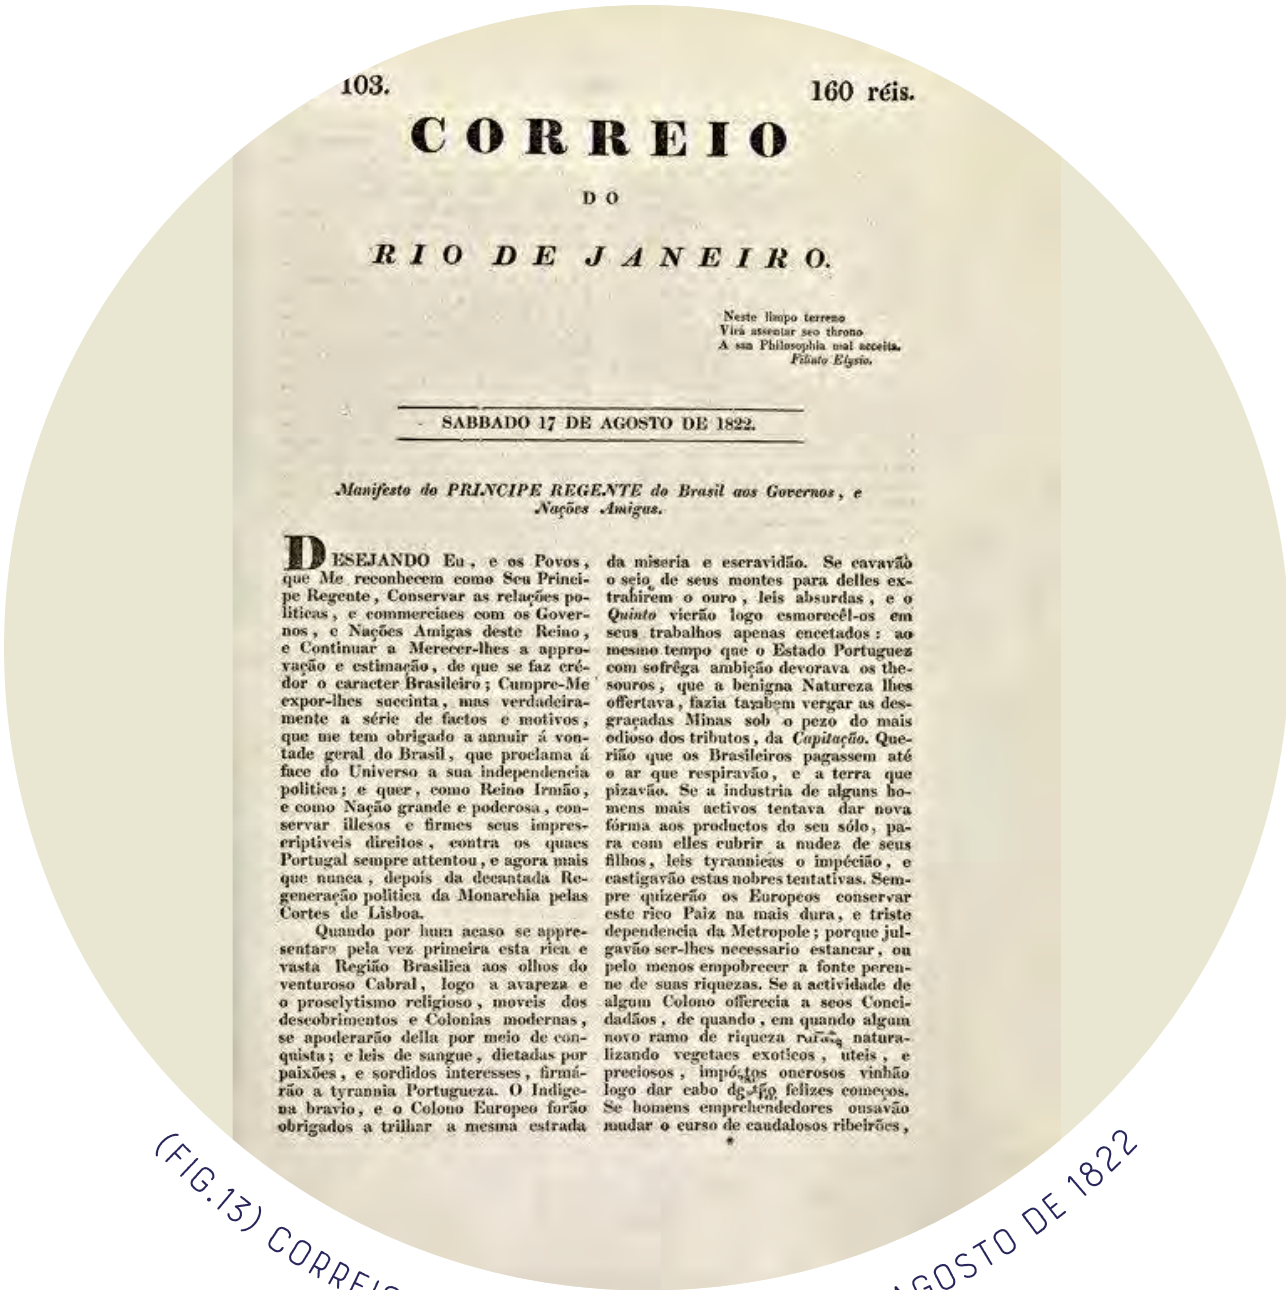 103.
160 réis.
CORREIO
DO
RIO DE JANEIRO.
Neste limpo terreno
Virá assentar seo throno
A san Philosophia mal acceita.
Filinto Elysio.
SABBADO 17 DE AGOSTO DE 1822.
Manifesto do PRINCIPE REGENTE do Brasil aos Governos, e
Nações Amigas.
DESEJANDO Eu, e os Povos,
que Me reconhecem como Seu Princi-
pe Regente, Conservar as relações po-
liticas, e commerciaes com os Gover-
nos, e Nações Amigas deste Reino,
e Continuar a Merecer-lhes a appro-
vação e estimação, de que se faz cré-
dor o caracter Brasileiro; Cumpre-Me
expor-lhes succinta, mas verdadeira-
mente a série de factos e motivos,
que me tem obrigado a annuir á von-
tade geral do Brasil, que proclama á
face do Universo a sua independencia
politica; e quer, como Reino Irmão,
e como Nação grande e poderosa, con-
servar illesos e firmes seus impres-
criptiveis direitos, contra os quaes
Portugal sempre attentou, e agora mais
que nunca, depois da decantada Re-
generação politica da Monarchia pelas
Cortes de Lisboa.
Quando por hum acaso se appre-
sentara pela vez primeira esta rica e
vasta Região Brasilica aos olhos do
venturoso Cabral, logo a avareza e
o proselytismo religioso, moveis dos
descobrimentos e Colonias modernas,
se apoderarão della por meio de con-
quista; e leis de sangue, dictadas por
paixões, e sordidos interesses, firmá-
rão a tyrannia Portugueza. O Indige-
na bravio, e o Colono Europeo forão
obrigados a trilhar a mesma estrada
da miseria e escravidão. Se cavavão
o seio de seus montes para delles ex-
trahirem o ouro, leis absurdas, e o
Quinto vierão logo esmorecêl-os em
seus trabalhos apenas encetados: ao
mesmo tempo que o Estado Portuguez
com sofrêga ambição devorava os the-
souros, que a benigna Natureza lhes
offertava, fazia tambem vergar as des-
graçadas Minas sob o pezo do mais
odioso dos tributos, da Capitação. Que-
rião que os Brasileiros pagassem até
o ar que respiravão, e a terra que
pizavão. Se a industria de alguns ho-
mens mais activos tentava dar nova
fórma aos productos do seu sólo, pa-
ra com elles cubrir a nudez de seus
filhos, leis tyrannicas o impécião, e
castigavão estas nobres tentativas. Sem-
pre quizerão os Europeos conservar
este rico Paiz na mais dura, e triste
dependencia da Metropole; porque jul-
gavão ser-lhes necessario estancar, ou
pelo menos empobrecer a fonte peren-
ne de suas riquezas. Se a actividade de
algum Colono offerecia a seos Conci-
dadãos, de quando, em quando algum
novo ramo de riqueza natura-
lizando vegetaes exoticos, uteis, e
preciosos, impóstos onerosos vinhão
logo dar cabo felizes começos.
Se homens emprehendedores ousavão
mudar o curso de caudalosos ribeirões,
*
(FIG.13) CORREIO AGOSTO DE 1822